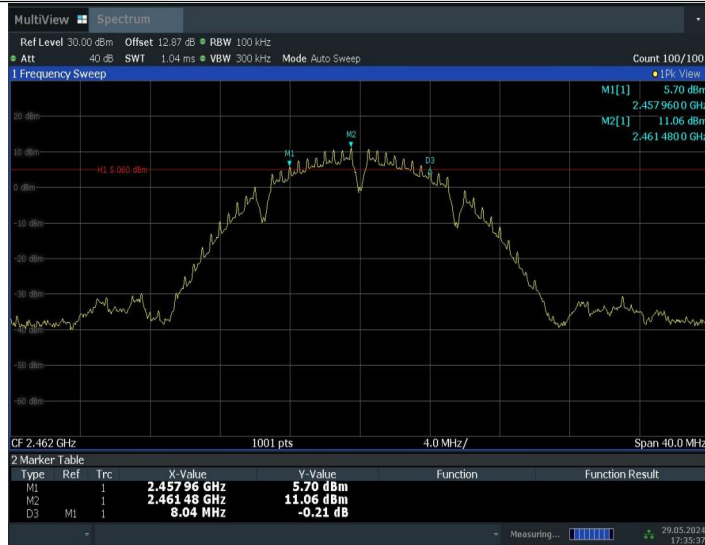 MultiView Spectrum
Ref Level 30.00 dBm Offset 12.87 dB RBW 100 kHz
Att 40 dB SWT 1.04 ms VBW 300 kHz Mode Auto Sweep Count 100/100
1 Frequency Sweep 1Pk View
M1[1] 5.70 dBm
2.457 960 0 GHz
M2[1] 11.06 dBm
2.461 480 0 GHz
20 dBm
M2
10 dBm
M1
D3
H1 5.060 dBm
0 dBm
-10 dBm
-20 dBm
-30 dBm
-40 dBm
-50 dBm
-60 dBm
CF 2.462 GHz 1001 pts 4.0 MHz/ Span 40.0 MHz
2 Marker Table
Type Ref Trc X-Value Y-Value Function Function Result
M1 1 2.457 96 GHz 5.70 dBm
M2 1 2.461 48 GHz 11.06 dBm
D3 M1 1 8.04 MHz -0.21 dB
Measuring... 29.05.2024
17:35:37